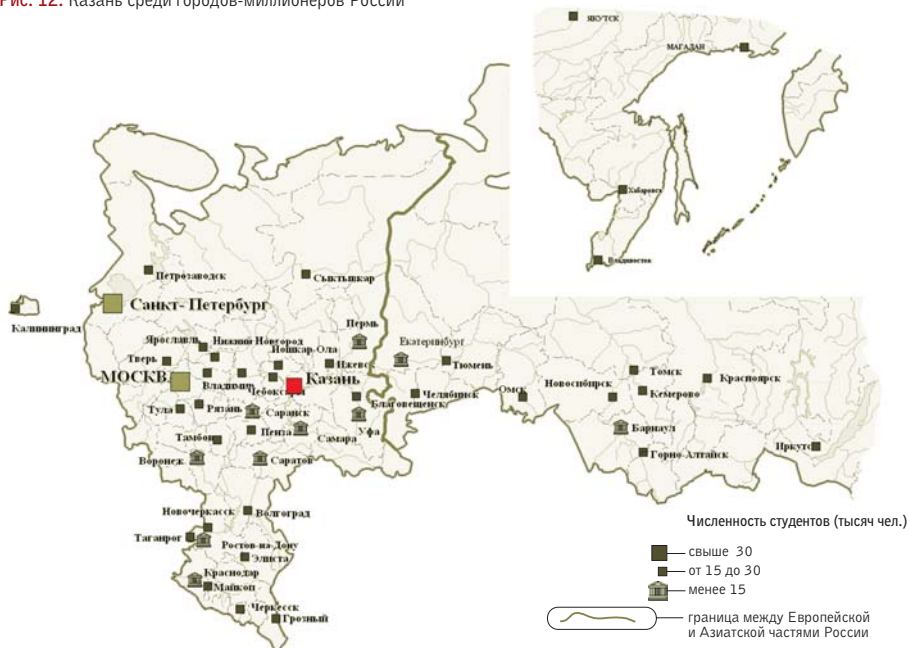 Рис. 12. Казань среди городов-миллионеров России
ЯКУТСК
МАГАДАН
Хабаровск
Владивосток
Петрозаводск
Сыктывкар
Санкт- Петербург
Калининград
Пермь
Ярославль
Нижний Новгород
Йошкар-Ола
Екатеринбург
Тверь
Ижевс
Тюмень
МОСКВ
Владимир
Чебоксары
Казань
Благовещенск
Челябинск
Омск
Новосибирск
Томск
Кемерово
Красноярск
Тула
Рязань
Саранск
Пенза
Самара
Уфа
Тамбов
Барнаул
Воронеж
Саратов
Горно-Алтайск
Иркутс
Новочеркасск
Волгоград
Таганрог
Ростов-на-Дону
Элиста
Краснодар
Майкоп
Черкесск
Грозный
Численность студентов (тысяч чел.)
свыше 30
от 15 до 30
менее 15
граница между Европейской
и Азиатской частями России